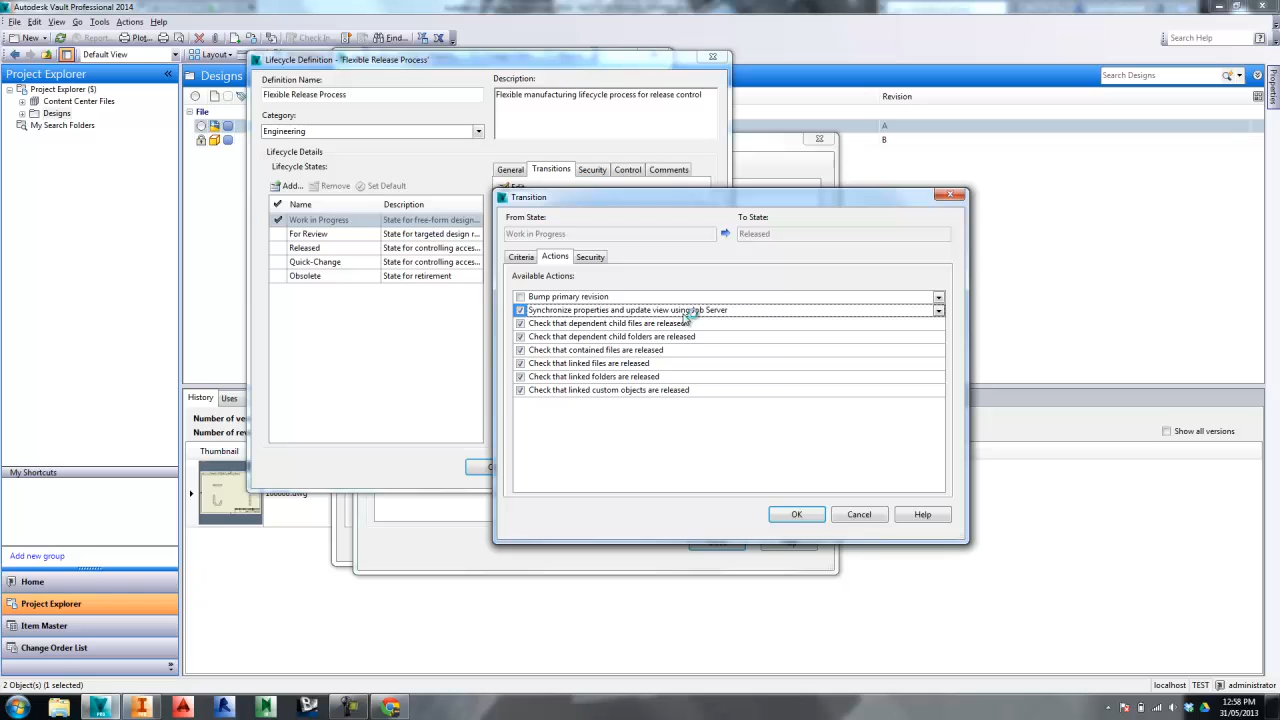 Autodesk Vault Professional 2014
File Edit View Go Tools Actions Help
New Report... Plot... Check In Find...
Search Help
Default View Layout
Project Explorer
Project Explorer ($)
Content Center Files
Designs
My Search Folders
Designs
Search Designs
File
Revision
A
B
Properties
Lifecycle Definition - 'Flexible Release Process'
Definition Name:
Flexible Release Process
Description:
Flexible manufacturing lifecycle process for release control
Category:
Engineering
Lifecycle Details
Lifecycle States:
Add... Remove Set Default
Name Description
Work in Progress State for free-form design...
For Review State for targeted design r...
Released State for controlling acces...
Quick-Change State for controlling acces...
Obsolete State for retirement
General Transitions Security Control Comments
Edit
Transition
From State: To State:
Work in Progress Released
Criteria Actions Security
Available Actions:
Bump primary revision
Synchronize properties and update view using Job Server
Check that dependent child files are released
Check that dependent child folders are released
Check that contained files are released
Check that linked files are released
Check that linked folders are released
Check that linked custom objects are released
OK Cancel Help
History Uses
Number of ve
Number of re
Show all versions
Thumbnail
My Shortcuts
Add new group
Home
Project Explorer
Item Master
Change Order List
2 Object(s) (1 selected)
localhost TEST administrator
12:58 PM
31/05/2013